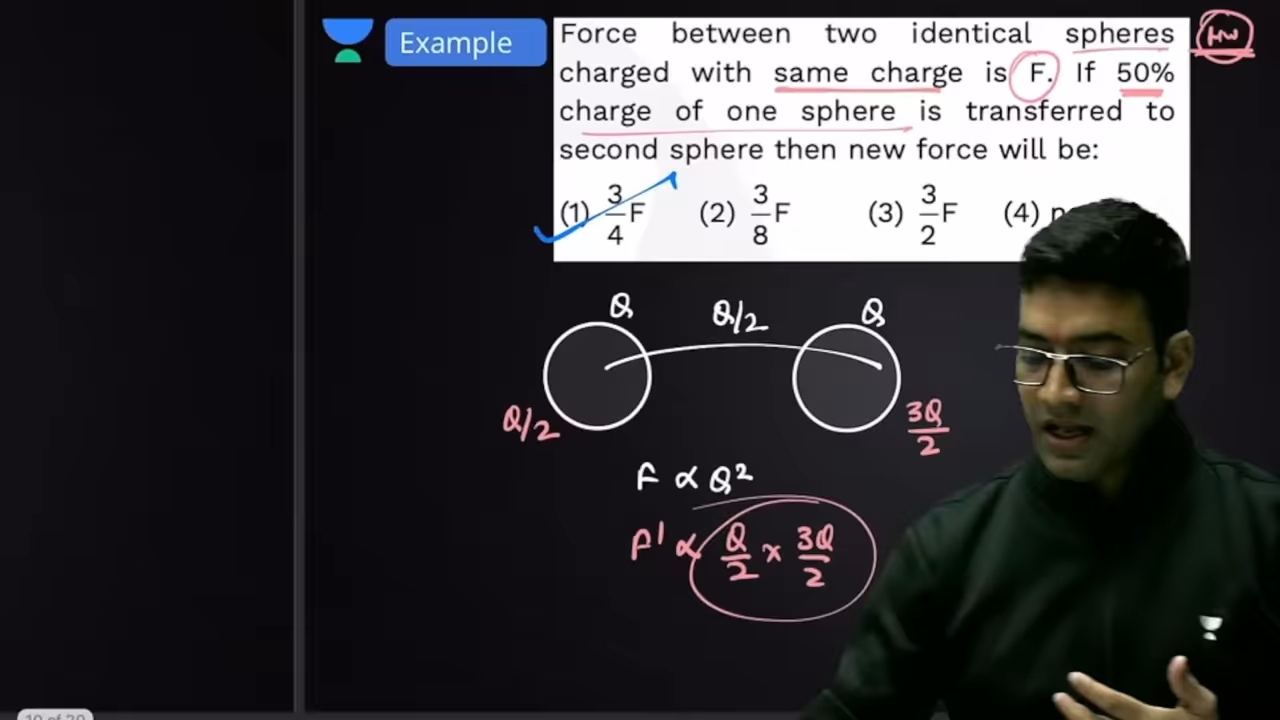 Example
HW
Force between two identical spheres
charged with same charge is F. If 50%
charge of one sphere is transferred to
second sphere then new force will be:
(1) 3/4 F (2) 3/8 F (3) 3/2 F (4)
Q Q/2 Q
Q/2 3Q/2
F ∝ Q²
F' ∝ Q/2 × 3Q/2